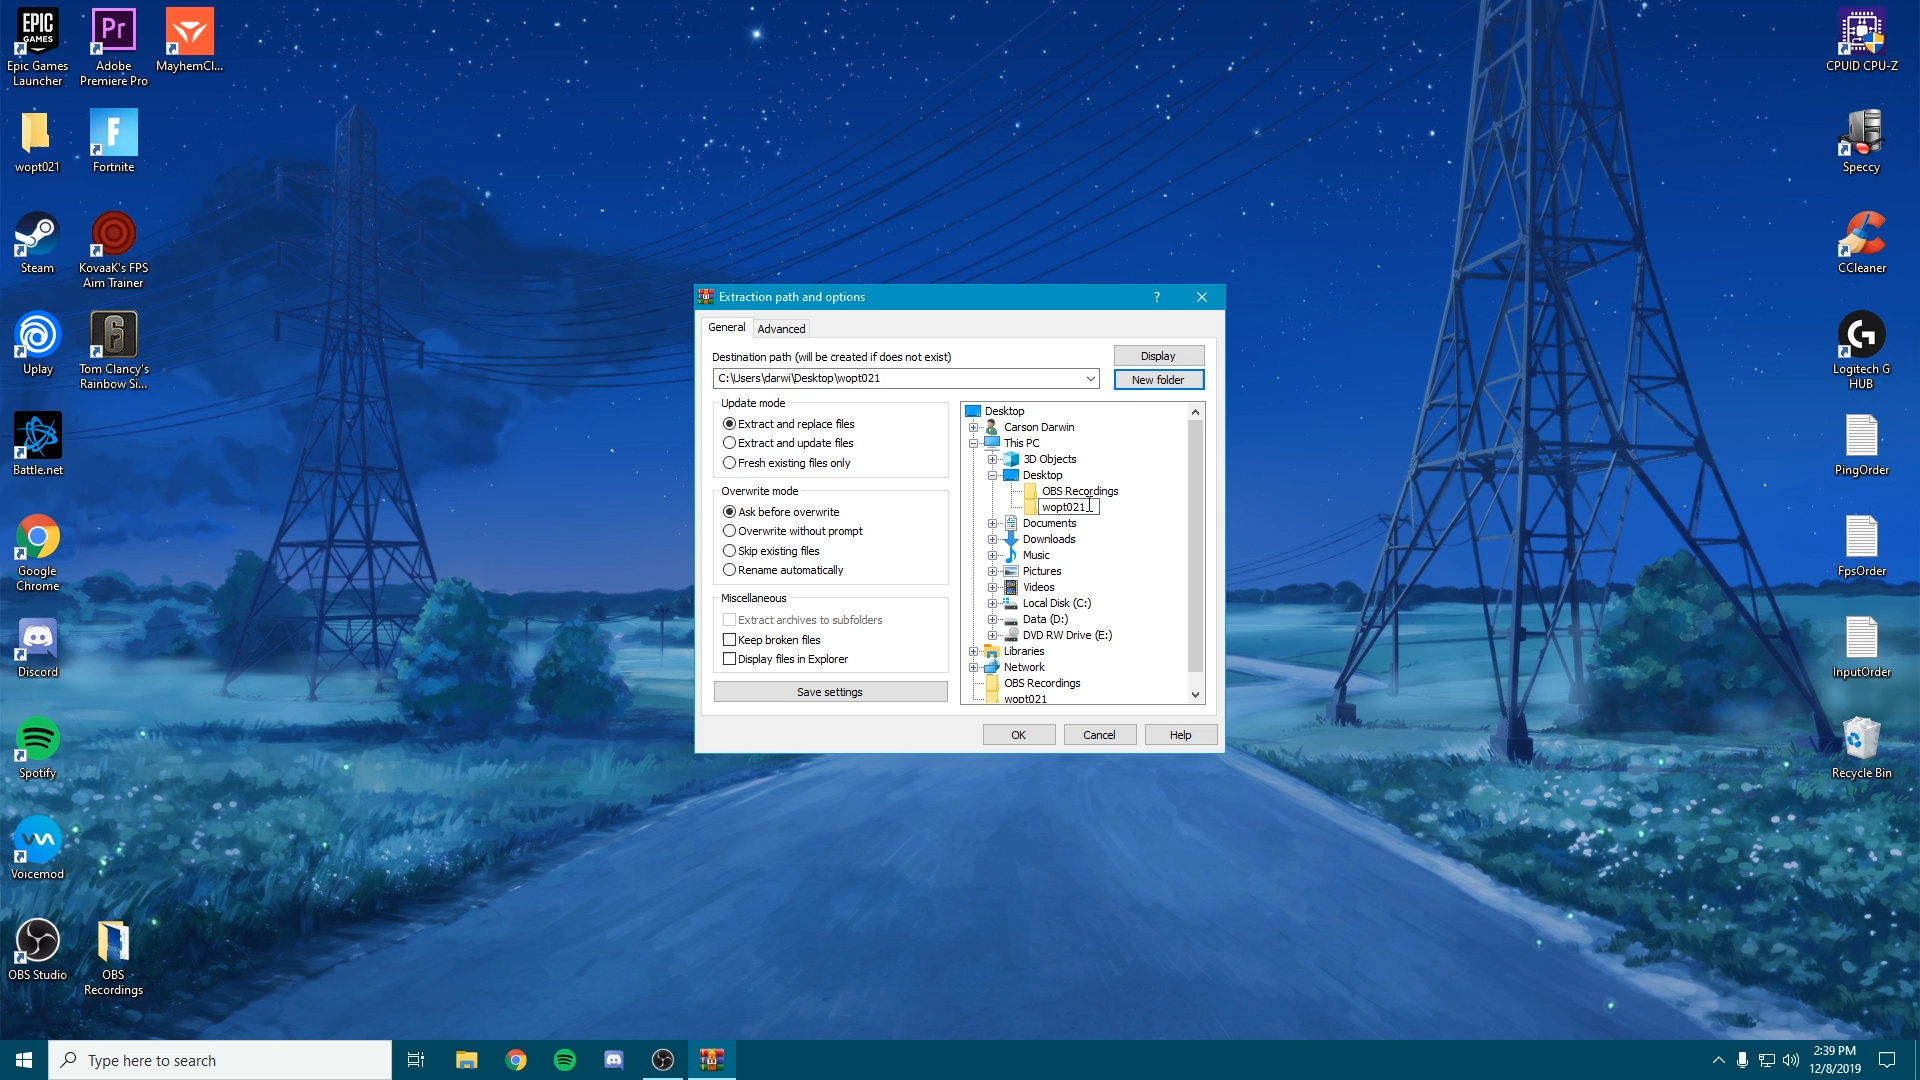 EPIC
GAMES
Epic Games
Launcher
Pr
Adobe
Premiere Pro
MayhemCl...
wopt021
F
Fortnite
Steam
KovaaK's FPS
Aim Trainer
Uplay
6
Tom Clancy's
Rainbow Si...
Battle.net
Google
Chrome
Discord
Spotify
Voicemod
OBS Studio
OBS
Recordings
Extraction path and options
?
General
Advanced
Destination path (will be created if does not exist)
Display
C:\Users\darwi\Desktop\wopt021
New folder
Update mode
Extract and replace files
Extract and update files
Fresh existing files only
Overwrite mode
Ask before overwrite
Overwrite without prompt
Skip existing files
Rename automatically
Miscellaneous
Extract archives to subfolders
Keep broken files
Display files in Explorer
Save settings
Desktop
Carson Darwin
This PC
3D Objects
Desktop
OBS Recordings
wopt021
Documents
Downloads
Music
Pictures
Videos
Local Disk (C:)
Data (D:)
DVD RW Drive (E:)
Libraries
Network
OBS Recordings
wopt021
OK
Cancel
Help
CPUID CPU-Z
Speccy
CCleaner
Logitech G
HUB
PingOrder
FpsOrder
InputOrder
Recycle Bin
Type here to search
2:39 PM
12/8/2019